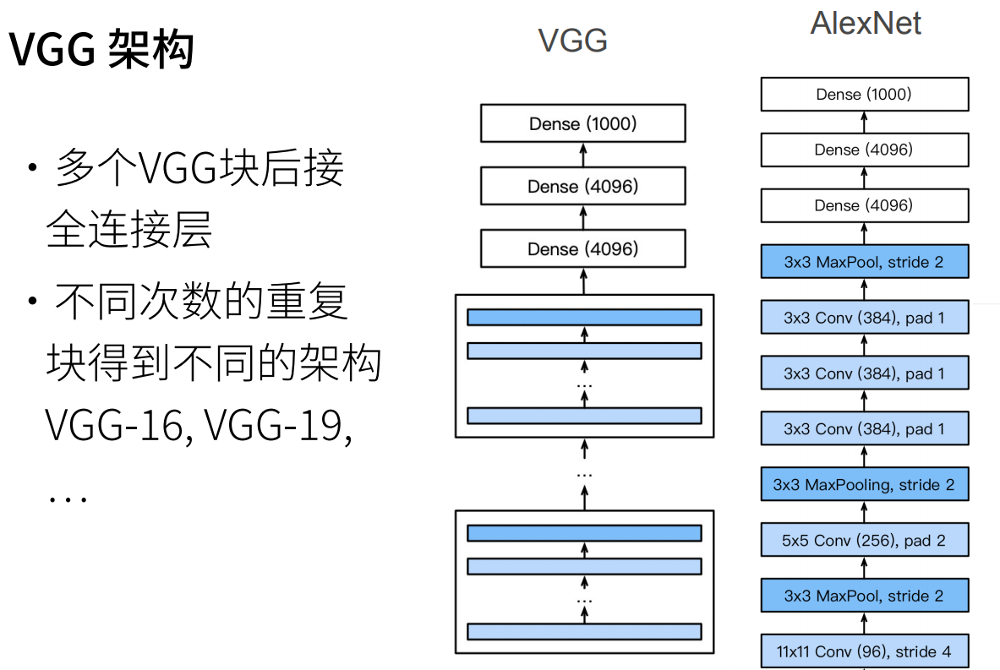 VGG 架构
• 多个VGG块后接
全连接层
• 不同次数的重复
块得到不同的架构
VGG-16, VGG-19,
…
VGG
Dense (1000)
Dense (4096)
Dense (4096)
...
...
...
AlexNet
Dense (1000)
Dense (4096)
Dense (4096)
3x3 MaxPool, stride 2
3x3 Conv (384), pad 1
3x3 Conv (384), pad 1
3x3 Conv (384), pad 1
3x3 MaxPooling, stride 2
5x5 Conv (256), pad 2
3x3 MaxPool, stride 2
11x11 Conv (96), stride 4